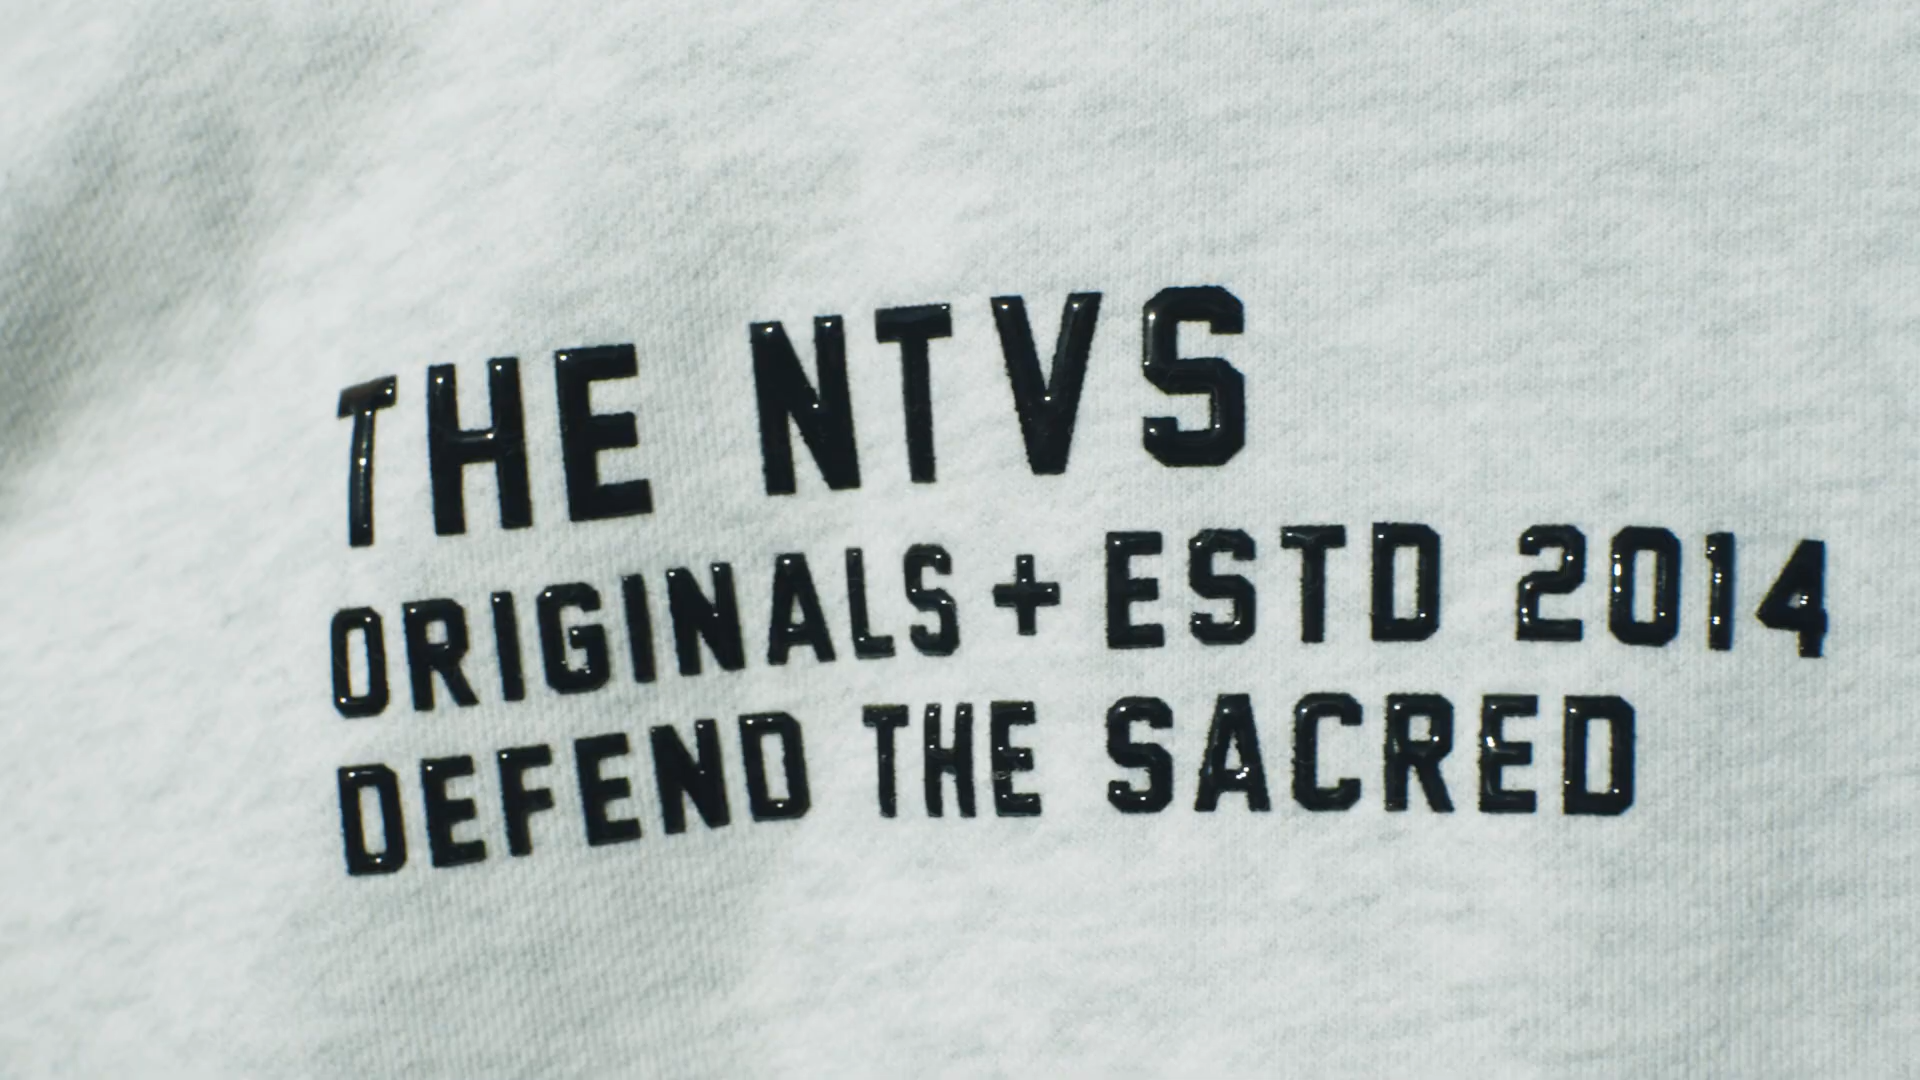 THE NTVS
ORIGINALS + ESTD 2014
DEFEND THE SACRED